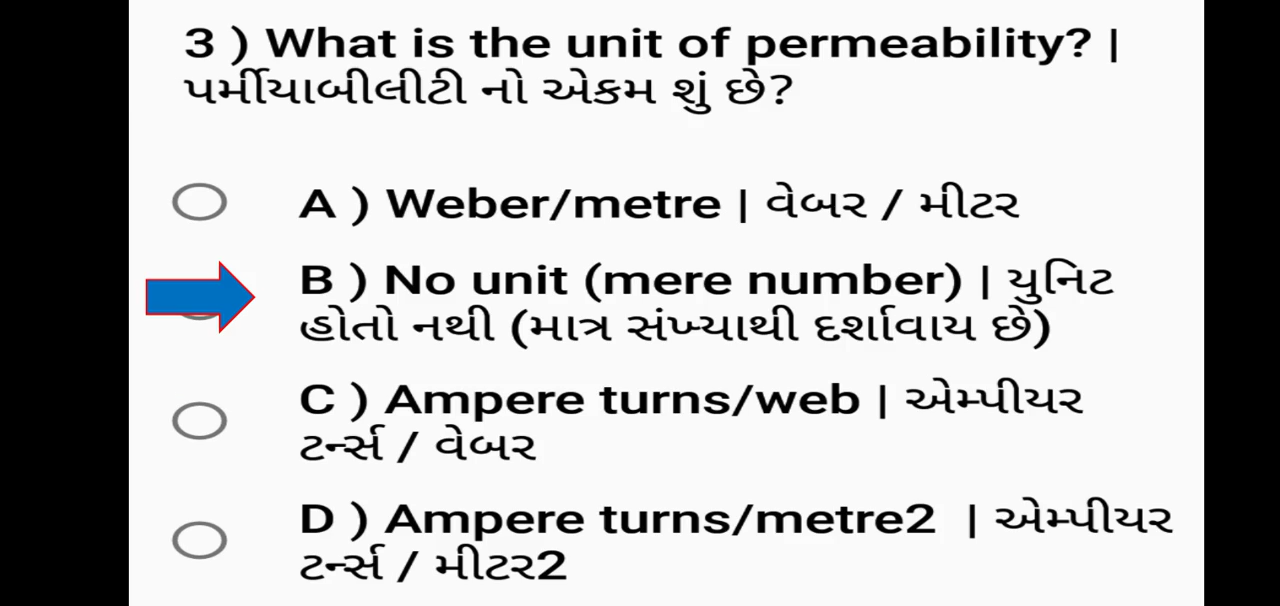 3 ) What is the unit of permeability? |
પર્મીયાબીલીટી નો એકમ શું છે?
A ) Weber/metre | વેબર / મીટર
B ) No unit (mere number) | યુનિટ
હોતો નથી (માત્ર સંખ્યાથી દર્શાવાય છે)
C ) Ampere turns/web | એમ્પીયર
ટર્ન્સ / વેબર
D ) Ampere turns/metre2 | એમ્પીયર
ટર્ન્સ / મીટર2